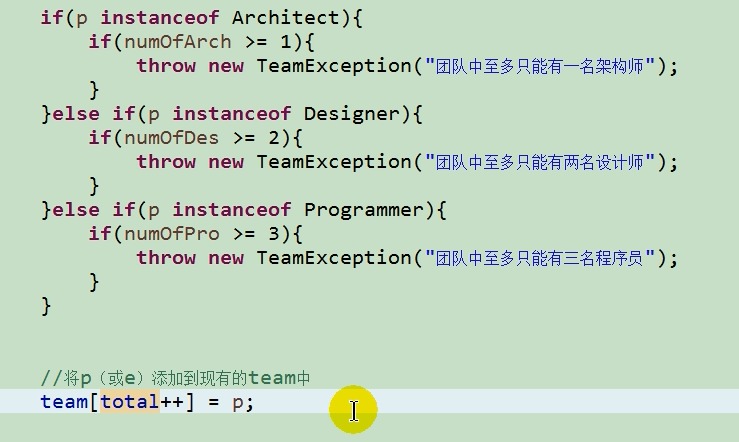 if(p instanceof Architect){
if(numOfArch >= 1){
throw new TeamException("团队中至多只能有一名架构师");
}
}else if(p instanceof Designer){
if(numOfDes >= 2){
throw new TeamException("团队中至多只能有两名设计师");
}
}else if(p instanceof Programmer){
if(numOfPro >= 3){
throw new TeamException("团队中至多只能有三名程序员");
}
}
//将p（或e）添加到现有的team中
team[total++] = p;